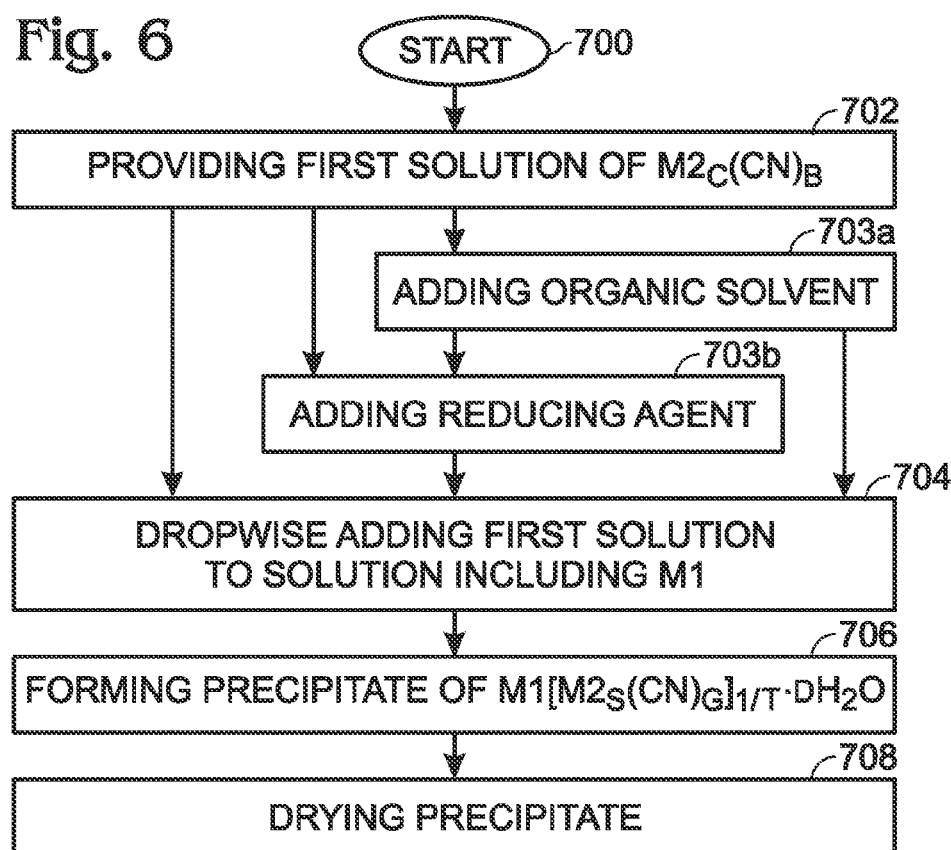 Fig. 6
START
700
702
PROVIDING FIRST SOLUTION OF M2C(CN)B
703a
ADDING ORGANIC SOLVENT
703b
ADDING REDUCING AGENT
704
DROPWISE ADDING FIRST SOLUTION
TO SOLUTION INCLUDING M1
706
FORMING PRECIPITATE OF M1[M2S(CN)G]1/T·DH2O
708
DRYING PRECIPITATE